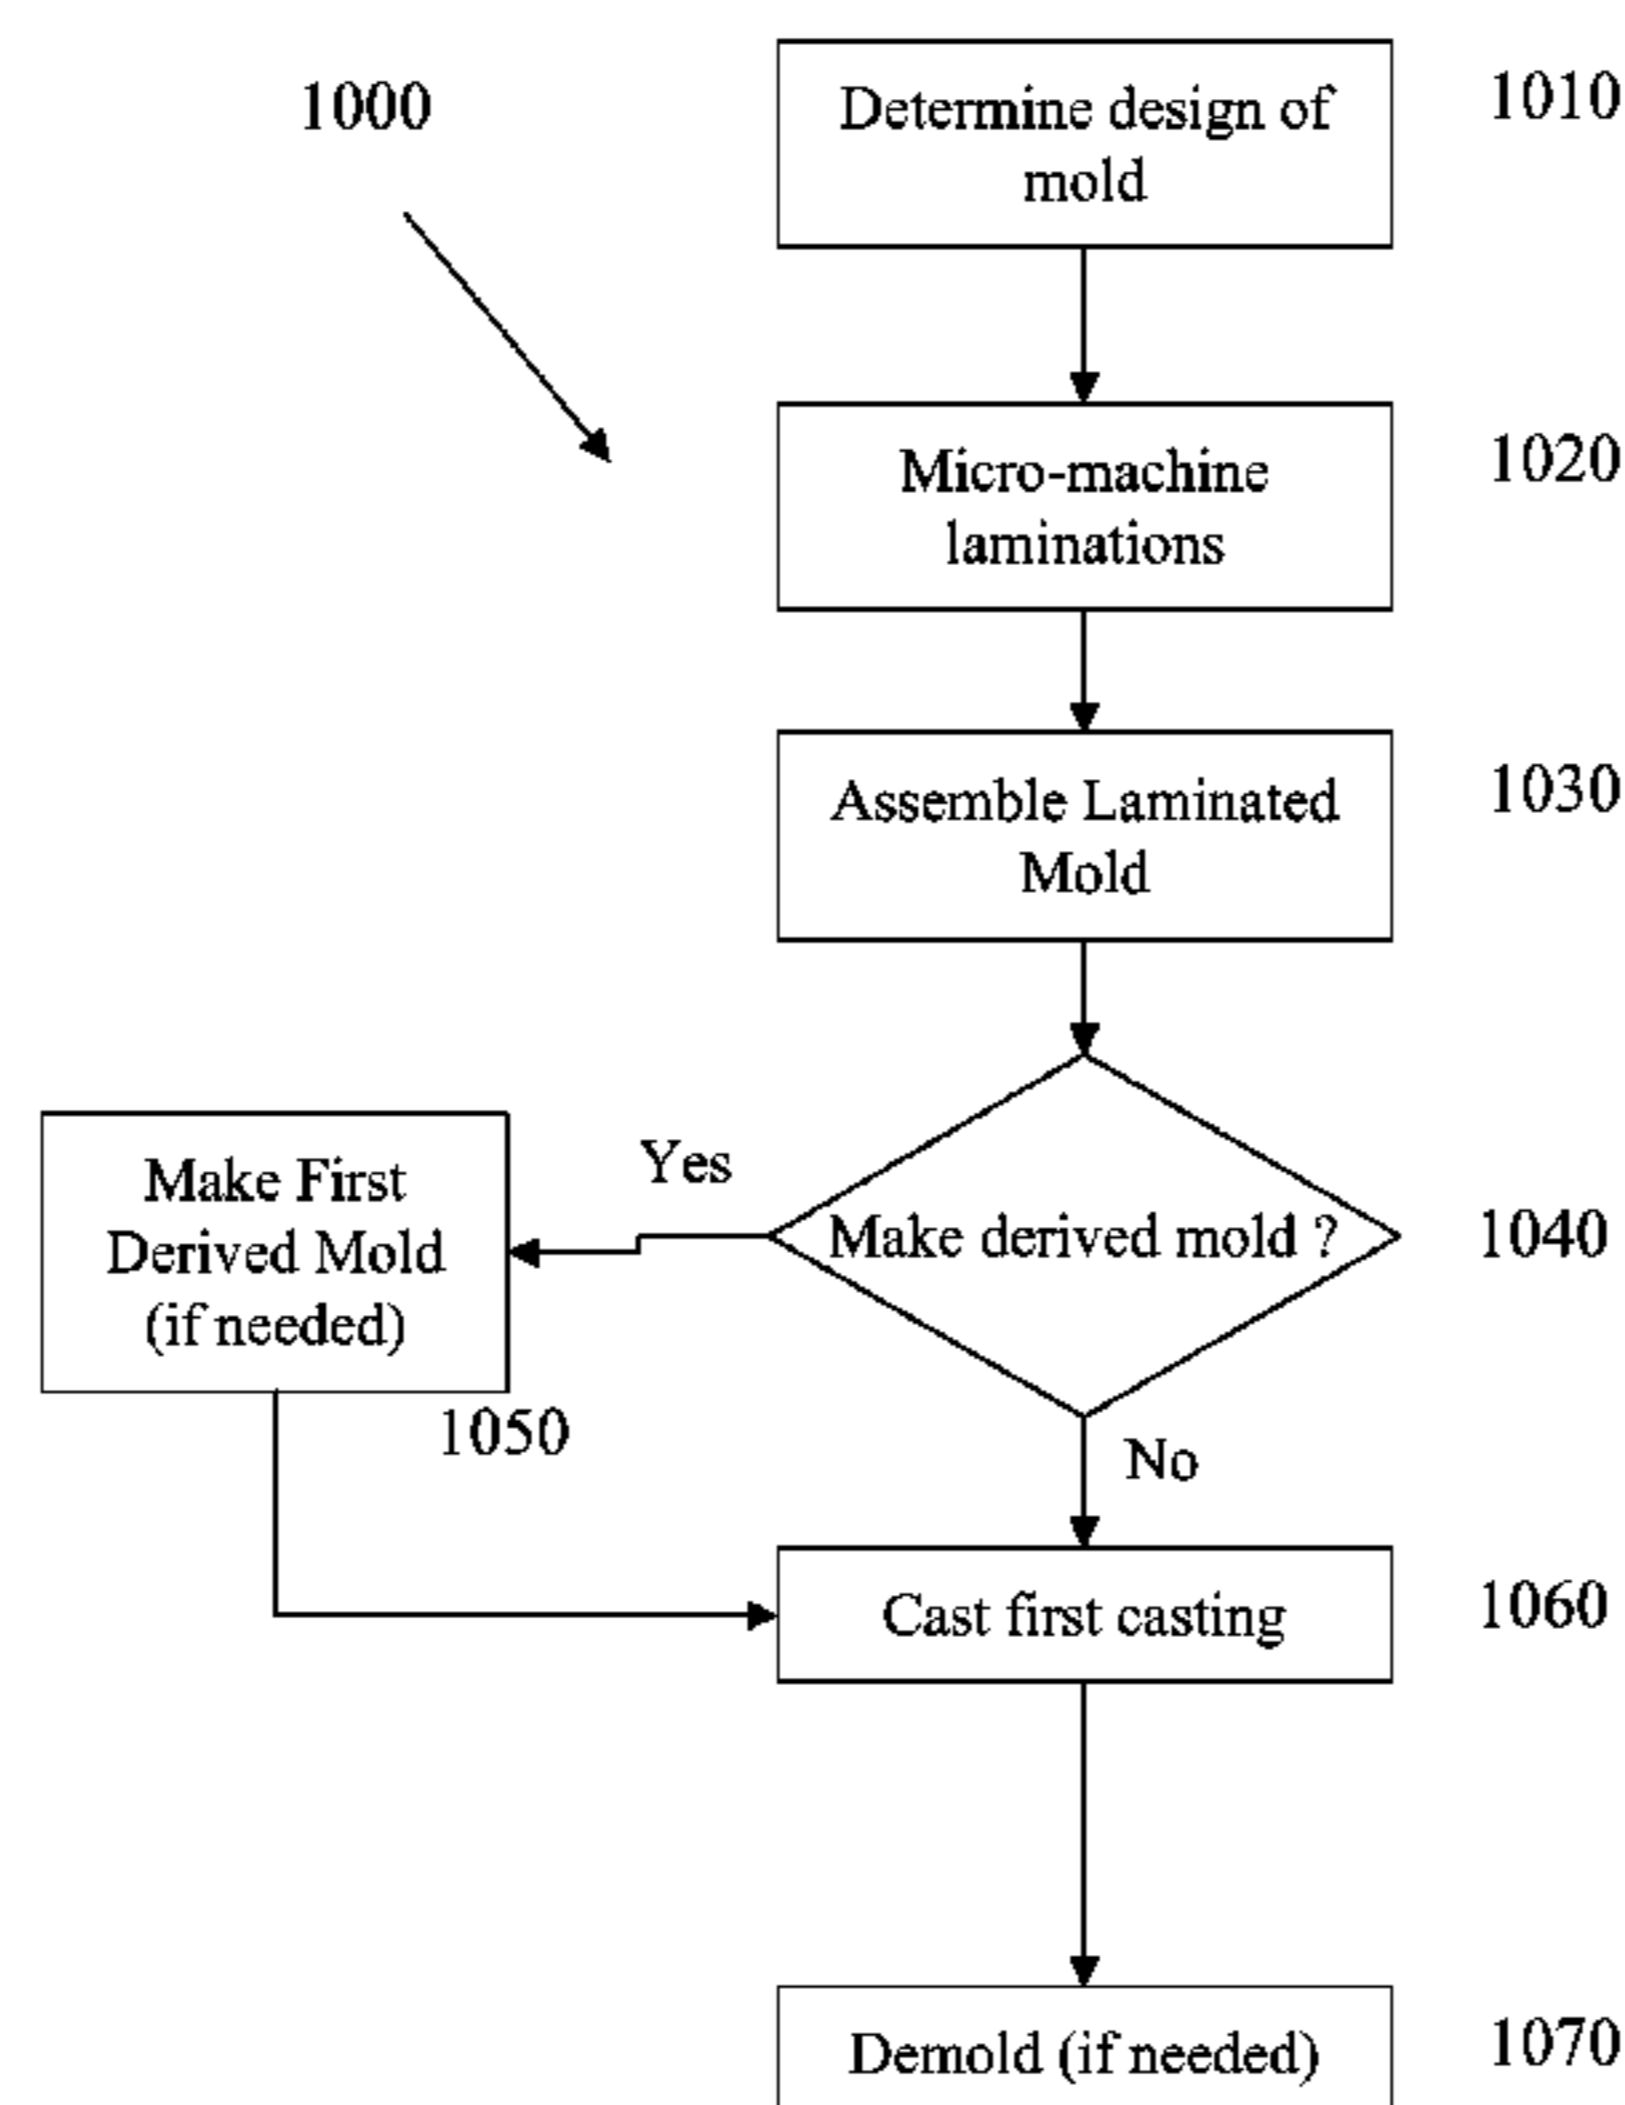 1000
Determine design of
mold
1010
Micro-machine
laminations
1020
Assemble Laminated
Mold
1030
Make derived mold ?
1040
Yes
Make First
Derived Mold
(if needed)
1050
No
Cast first casting
1060
Demold (if needed)
1070